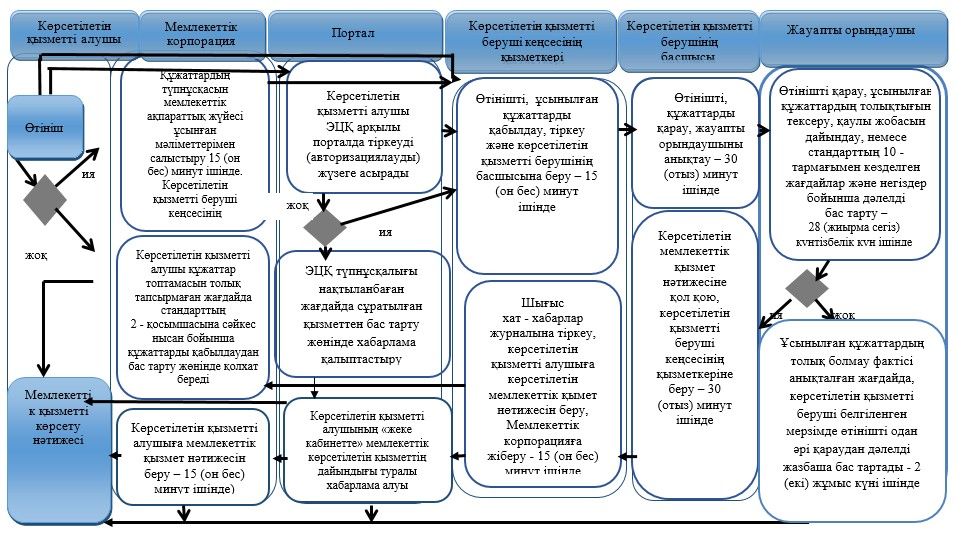 Көрсетілетін
қызметті алушы
Мемлекеттік
корпорация
Портал
Көрсетілетін қызметті
беруші кеңсесінің
қызметкері
Көрсетілетін қызметті
берушінің
басшысы
Жауапты орындаушы
Өтініш
ия
жоқ
Мемлекетті
к қызметті
көрсету
нәтижесі
Құжаттардың
түпнұсқасын
мемлекеттік
ақпараттық жүйесі
ұсынған
мәліметтерімен
салыстыру 15 (он
бес) минут ішінде.
Көрсетілетін
қызметті беруші
кеңсесінің
Көрсетілетін қызметті
алушы құжаттар
топтамасын толық
тапсырмаған жағдайда
стандарттың
2 - қосымшасына сәйкес
нысан бойынша
құжаттарды қабылдаудан
бас тарту жөнінде қолхат
береді
Көрсетілетін қызметті
алушыға мемлекеттік
қызмет нәтижесін
беру – 15 (он бес)
минут ішінде)
Көрсетілетін
қызметті алушы
ЭЦҚ арқылы
порталда тіркеуді
(авторизациялауды)
жүзеге асырады
жоқ
ия
ЭЦҚ түпнұсқалығы
нақтыланбаған
жағдайда сұратылған
қызметтен бас тарту
жөнінде хабарлама
қалыптастыру
Көрсетілетін қызметті
алушының «жеке
кабинетте» мемлекеттік
көрсетілетін қызметтің
дайындығы туралы
хабарлама алуы
Өтінішті, ұсынылған
құжаттарды
қабылдау, тіркеу
және көрсетілетін
қызметті берушінің
басшысына беру – 15
(он бес) минут
ішінде
Шығыс
хат - хабарлар
журналына тіркеу,
көрсетілетін
қызметті алушыға
көрсетілетін
мемлекеттік қымет
нәтижесін беру,
Мемлекеттік
корпорацияға
жіберу - 15 (он бес)
минут ішінде
Өтінішті,
құжаттарды
қарау, жауапты
орындаушыны
анықтау – 30
(отыз) минут
ішінде
Көрсетілетін
мемлекеттік
қызмет
нәтижесіне
қол қою,
көрсетілетін
қызметті
беруші
кеңсесінің
қызметкеріне
беру – 30
(отыз) минут
ішінде
Өтінішті қарау, ұсынылған
құжаттардың толықтығын
тексеру, қаулы жобасын
дайындау, немесе
стандарттың 10 -
тармағымен көзделген
жағдайлар және негіздер
бойынша дәлелді
бас тарту –
28 (жиырма сегіз)
күнтізбелік күн ішінде
ия
жоқ
Ұсынылған құжаттардың
толық болмау фактісі
анықталған жағдайда,
көрсетілетін қызметті
беруші белгіленген
мерзімде өтінішті одан
әрі қараудан дәлелді
жазбаша бас тартады - 2
(екі) жұмыс күні ішінде